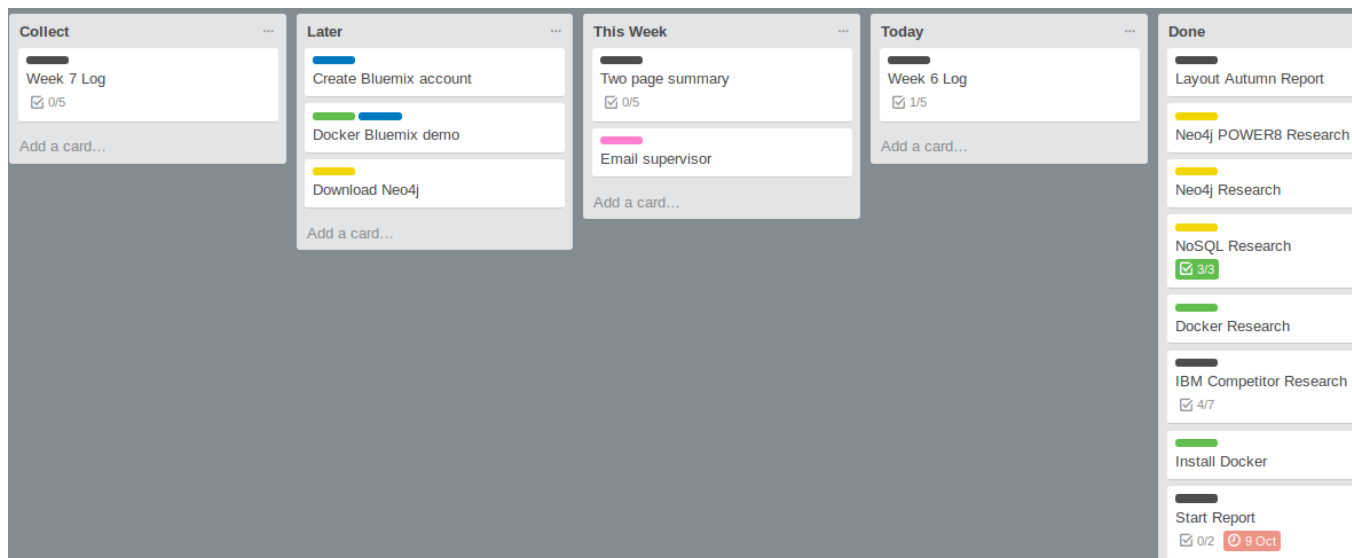 Collect
Week 7 Log
0/5
Add a card...
Later
Create Bluemix account
Docker Bluemix demo
Download Neo4j
Add a card...
This Week
Two page summary
0/5
Email supervisor
Add a card...
Today
Week 6 Log
1/5
Add a card...
Done
Layout Autumn Report
Neo4j POWER8 Research
Neo4j Research
NoSQL Research
3/3
Docker Research
IBM Competitor Research
4/7
Install Docker
Start Report
0/2 9 Oct